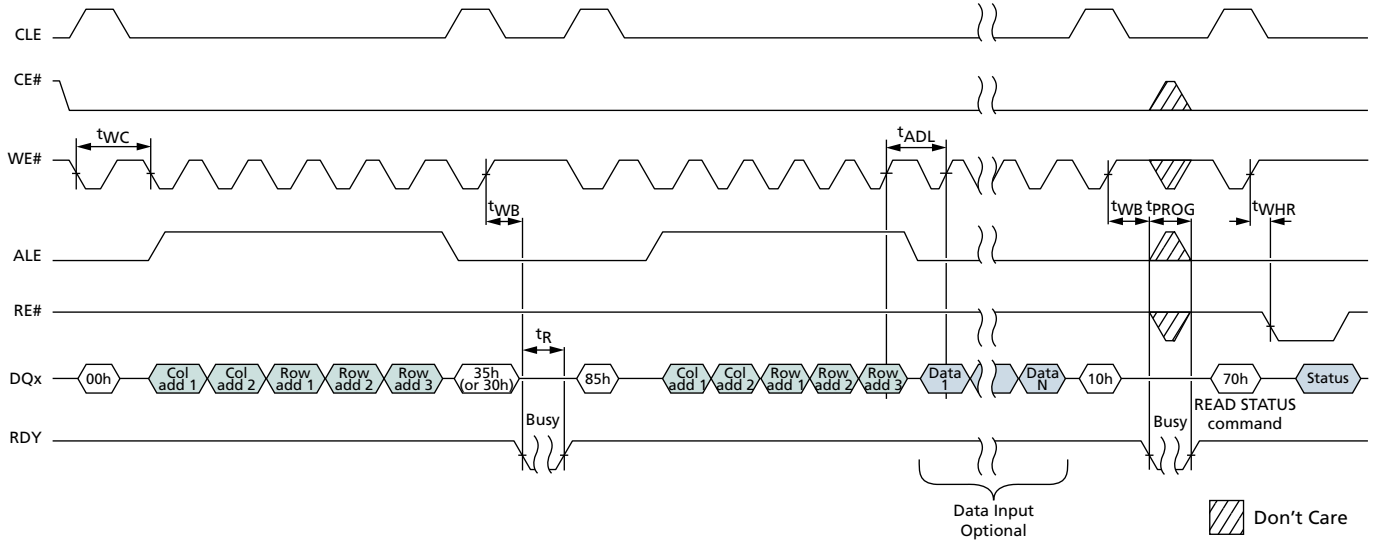 CLE
CE#
tWC
tADL
WE#
tWB
tWB
tPROG
tWHR
ALE
RE#
tR
DQx
00h
Col add 1
Col add 2
Row add 1
Row add 2
Row add 3
35h (or 30h)
85h
Col add 1
Col add 2
Row add 1
Row add 2
Row add 3
Data 1
Data N
10h
70h
Status
READ STATUS
command
Busy
Busy
RDY
Data Input
Optional
Don't Care